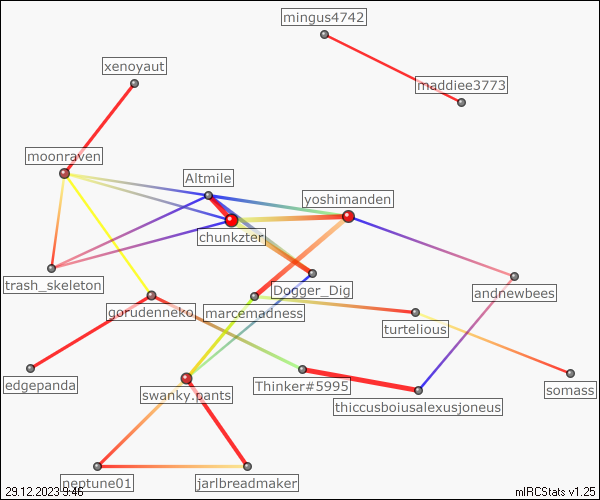 mingus4742
xenoyaut
maddiee3773
moonraven
Altmile
yoshimanden
chunkzter
trash_skeleton
Dogger_Dig
andnewbees
gorudenneko
marcemadness
turtelious
edgepanda
swanky.pants
Thinker#5995
somass
thiccusboiusalexusjoneus
neptune01
jarlbreadmaker
29.12.2023 9:46
mIRCStats v1.25